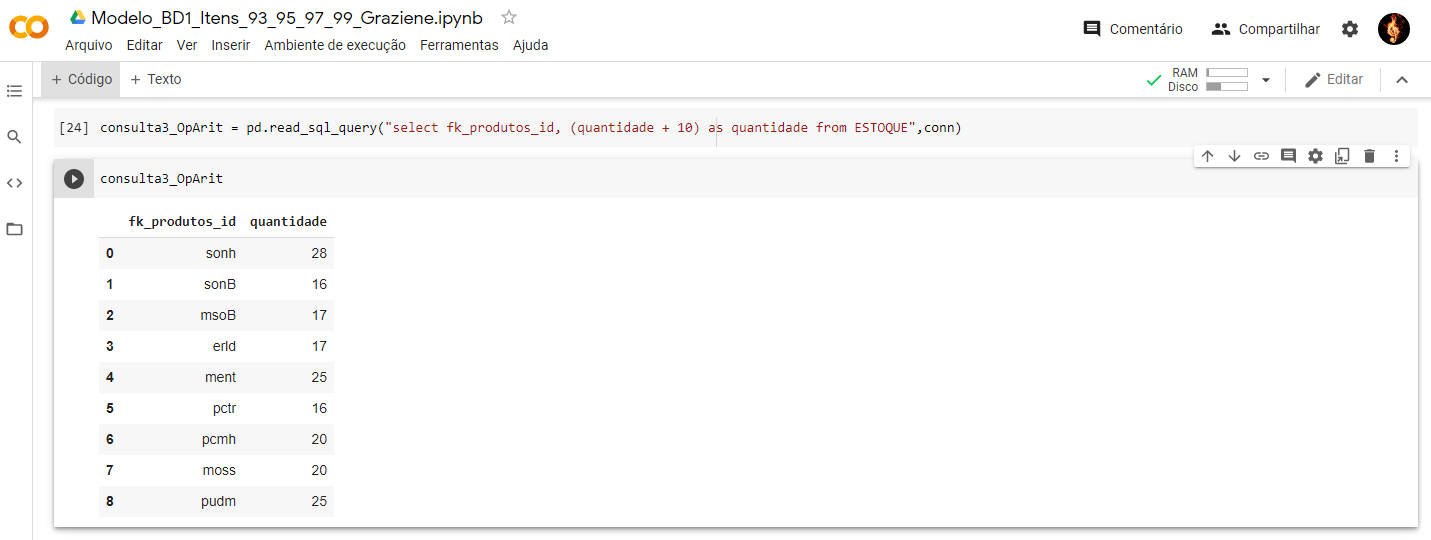 Modelo_BD1_Itens_93_95_97_99_Graziene.ipynb
Arquivo Editar Ver Inserir Ambiente de execução Ferramentas Ajuda
Comentário Compartilhar
+ Código + Texto
RAM
Disco
Editar
[24] consulta3_OpArit = pd.read_sql_query("select fk_produtos_id, (quantidade + 10) as quantidade from ESTOQUE",conn)
consulta3_OpArit
fk_produtos_id quantidade
0 sonh 28
1 sonB 16
2 msoB 17
3 erld 17
4 ment 25
5 pctr 16
6 pcmh 20
7 moss 20
8 pudm 25